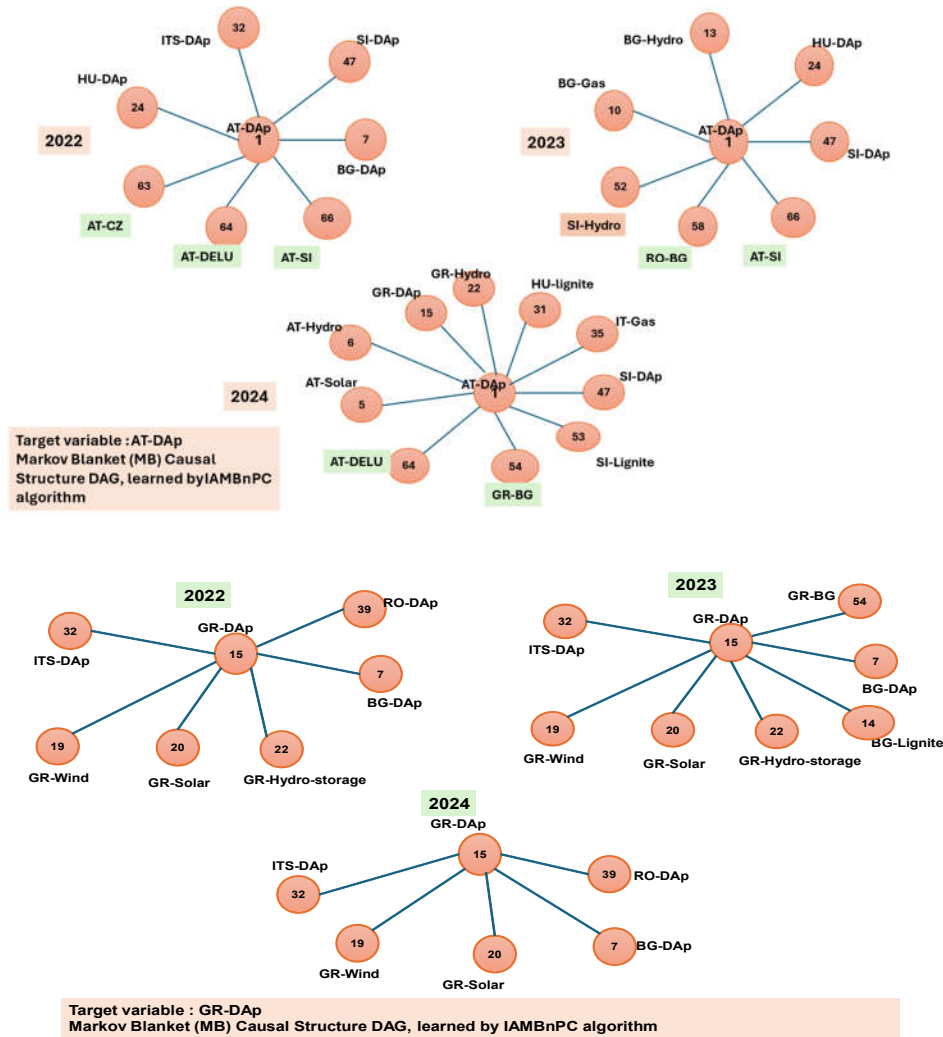 2022
ITS-DAp
32
SI-DAp
47
HU-DAp
24
AT-DAp
1
7
BG-DAp
63
AT-CZ
64
AT-DELU
66
AT-SI
2023
BG-Hydro
13
HU-DAp
24
BG-Gas
10
AT-DAp
1
47
SI-DAp
52
SI-Hydro
58
RO-BG
66
AT-SI
2024
GR-Hydro
22
GR-DAp
15
HU-lignite
31
AT-Hydro
6
IT-Gas
35
AT-Solar
5
AT-DAp
1
SI-DAp
47
53
SI-Lignite
AT-DELU
64
54
GR-BG
Target variable :AT-DAp
Markov Blanket (MB) Causal
Structure DAG, learned byIAMBnPC
algorithm
2022
GR-DAp
15
39
RO-DAp
32
ITS-DAp
7
BG-DAp
19
GR-Wind
20
GR-Solar
22
GR-Hydro-storage
2023
GR-DAp
15
GR-BG
54
32
ITS-DAp
7
BG-DAp
14
BG-Lignite
19
GR-Wind
20
GR-Solar
22
GR-Hydro-storage
2024
GR-DAp
15
ITS-DAp
32
39
RO-DAp
19
GR-Wind
20
GR-Solar
7
BG-DAp
Target variable : GR-DAp
Markov Blanket (MB) Causal Structure DAG, learned by IAMBnPC algorithm